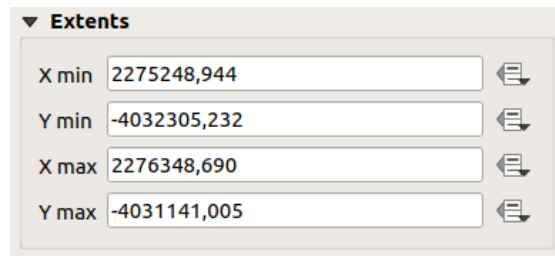 Extents
X min 2275248,944
Y min -4032305,232
X max 2276348,690
Y max -4031141,005